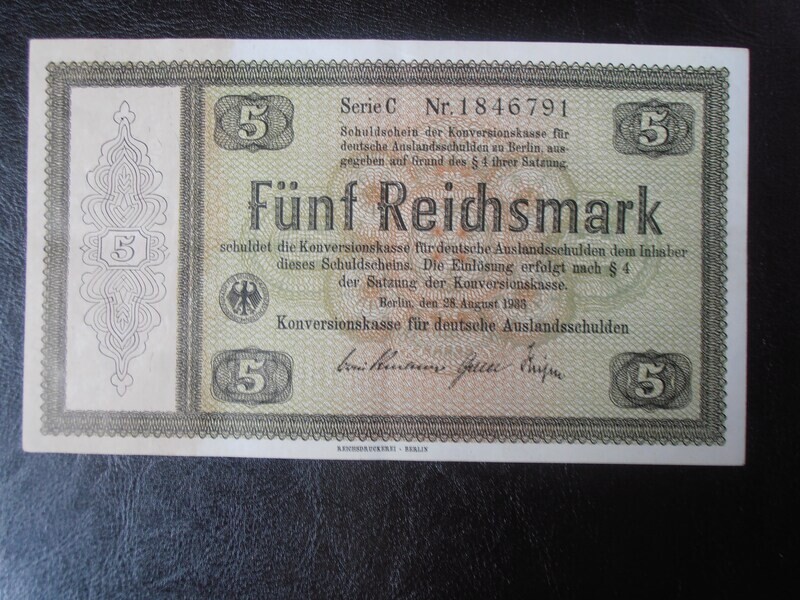 5
Serie C Nr. 1846791
5
Schuldschein der Konversionskasse für
deutsche Auslandsschulden zu Berlin, aus-
gegeben auf Grund des § 4 ihrer Satzung.
Fünf Reichsmark
5
schuldet die Konversionskasse für deutsche Auslandsschulden dem Inhaber
dieses Schuldscheins. Die Einlösung erfolgt nach § 4
der Satzung der Konversionskasse.
Berlin, den 28. August 1933
Konversionskasse für deutsche Auslandsschulden
5
5
REICHSDRUCKEREI - BERLIN